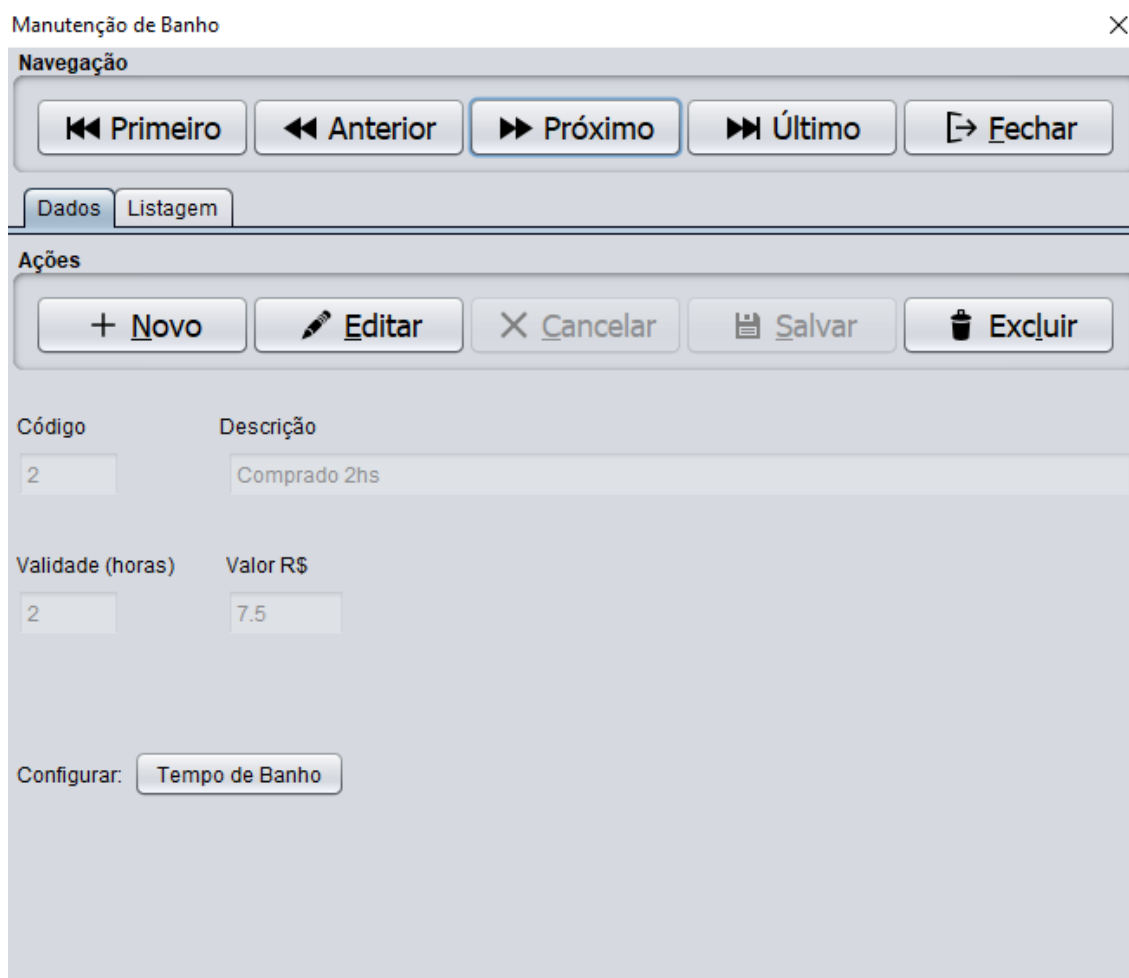 Manutenção de Banho
Navegação
Primeiro Anterior Próximo Último Fechar
Dados Listagem
Ações
Novo Editar Cancelar Salvar Excluir
Código Descrição
2 Comprado 2hs
Validade (horas) Valor R$
2 7.5
Configurar: Tempo de Banho